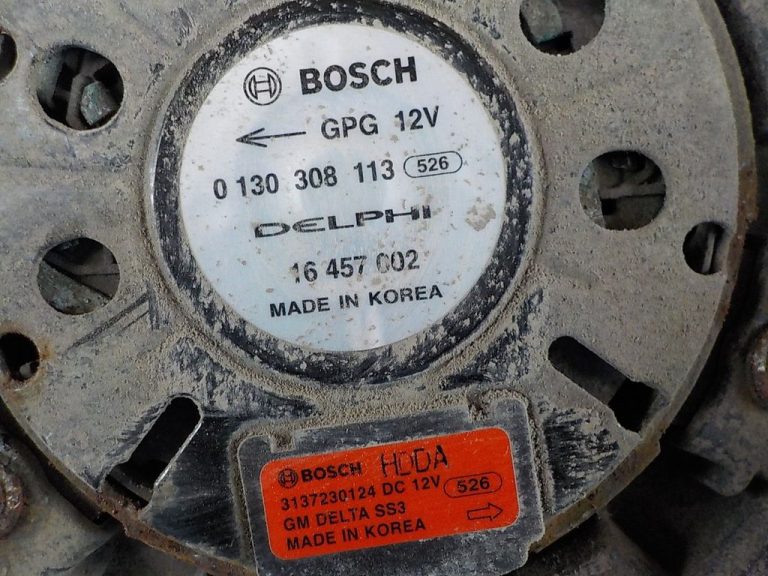 BOSCH
GPG 12V
0 130 308 113 526
DELPHI
16 457 002
MADE IN KOREA
BOSCH HDDA
3137230124 DC 12V 526
GM DELTA SS3
MADE IN KOREA